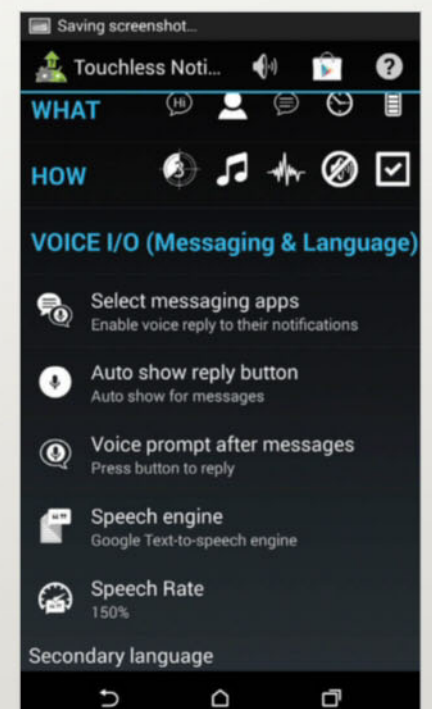 Saving screenshot...
Touchless Noti...
WHAT
Hi
HOW
3
VOICE I/O (Messaging & Language)
Select messaging apps
Enable voice reply to their notifications
Auto show reply button
Auto show for messages
Voice prompt after messages
Press button to reply
Speech engine
Google Text-to-speech engine
Speech Rate
150%
Secondary language